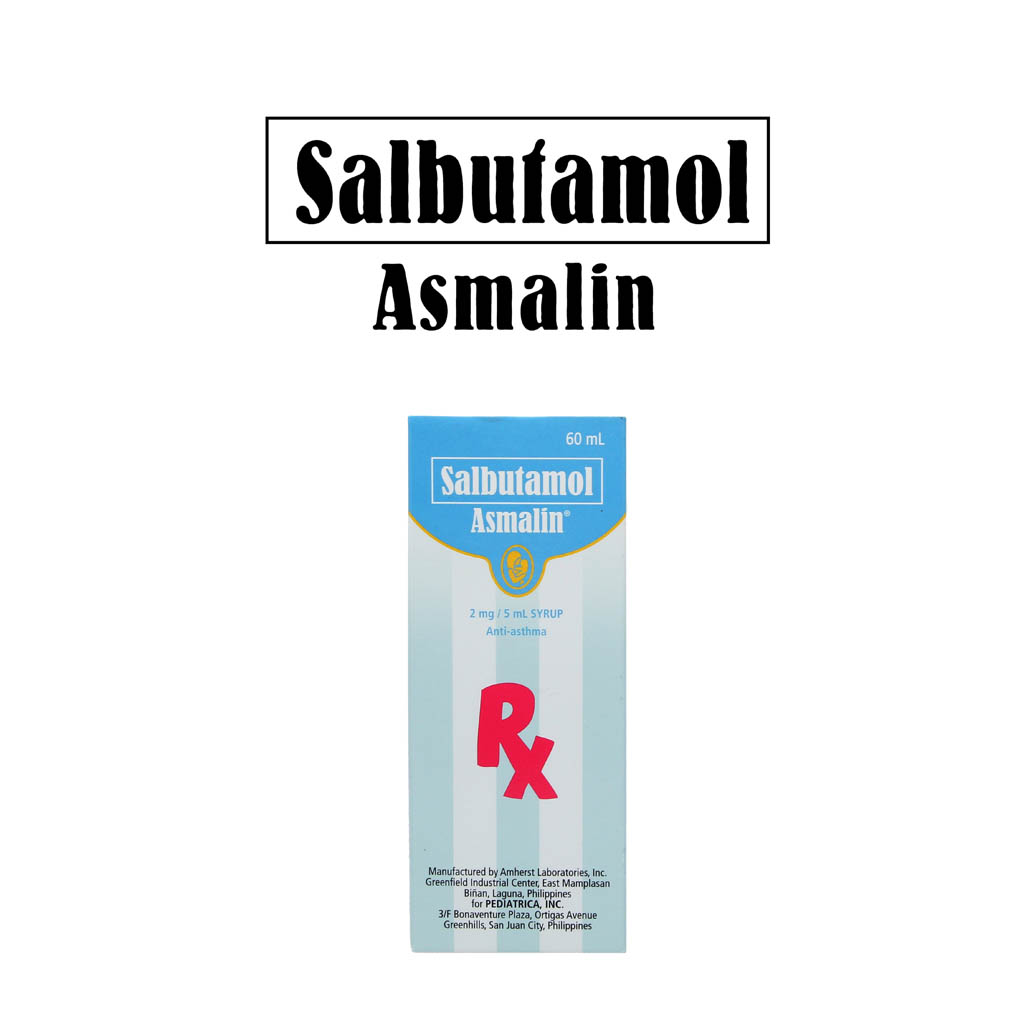 Salbutamol
Asmalin
60 mL
Salbutamol
Asmalin®
2 mg / 5 mL SYRUP
Anti-asthma
Rx
Manufactured by Amherst Laboratories, Inc.
Greenfield Industrial Center, East Mamplasan
Biñan, Laguna, Philippines
for PEDIATRICA, INC.
3/F Bonaventure Plaza, Ortigas Avenue
Greenhills, San Juan City, Philippines